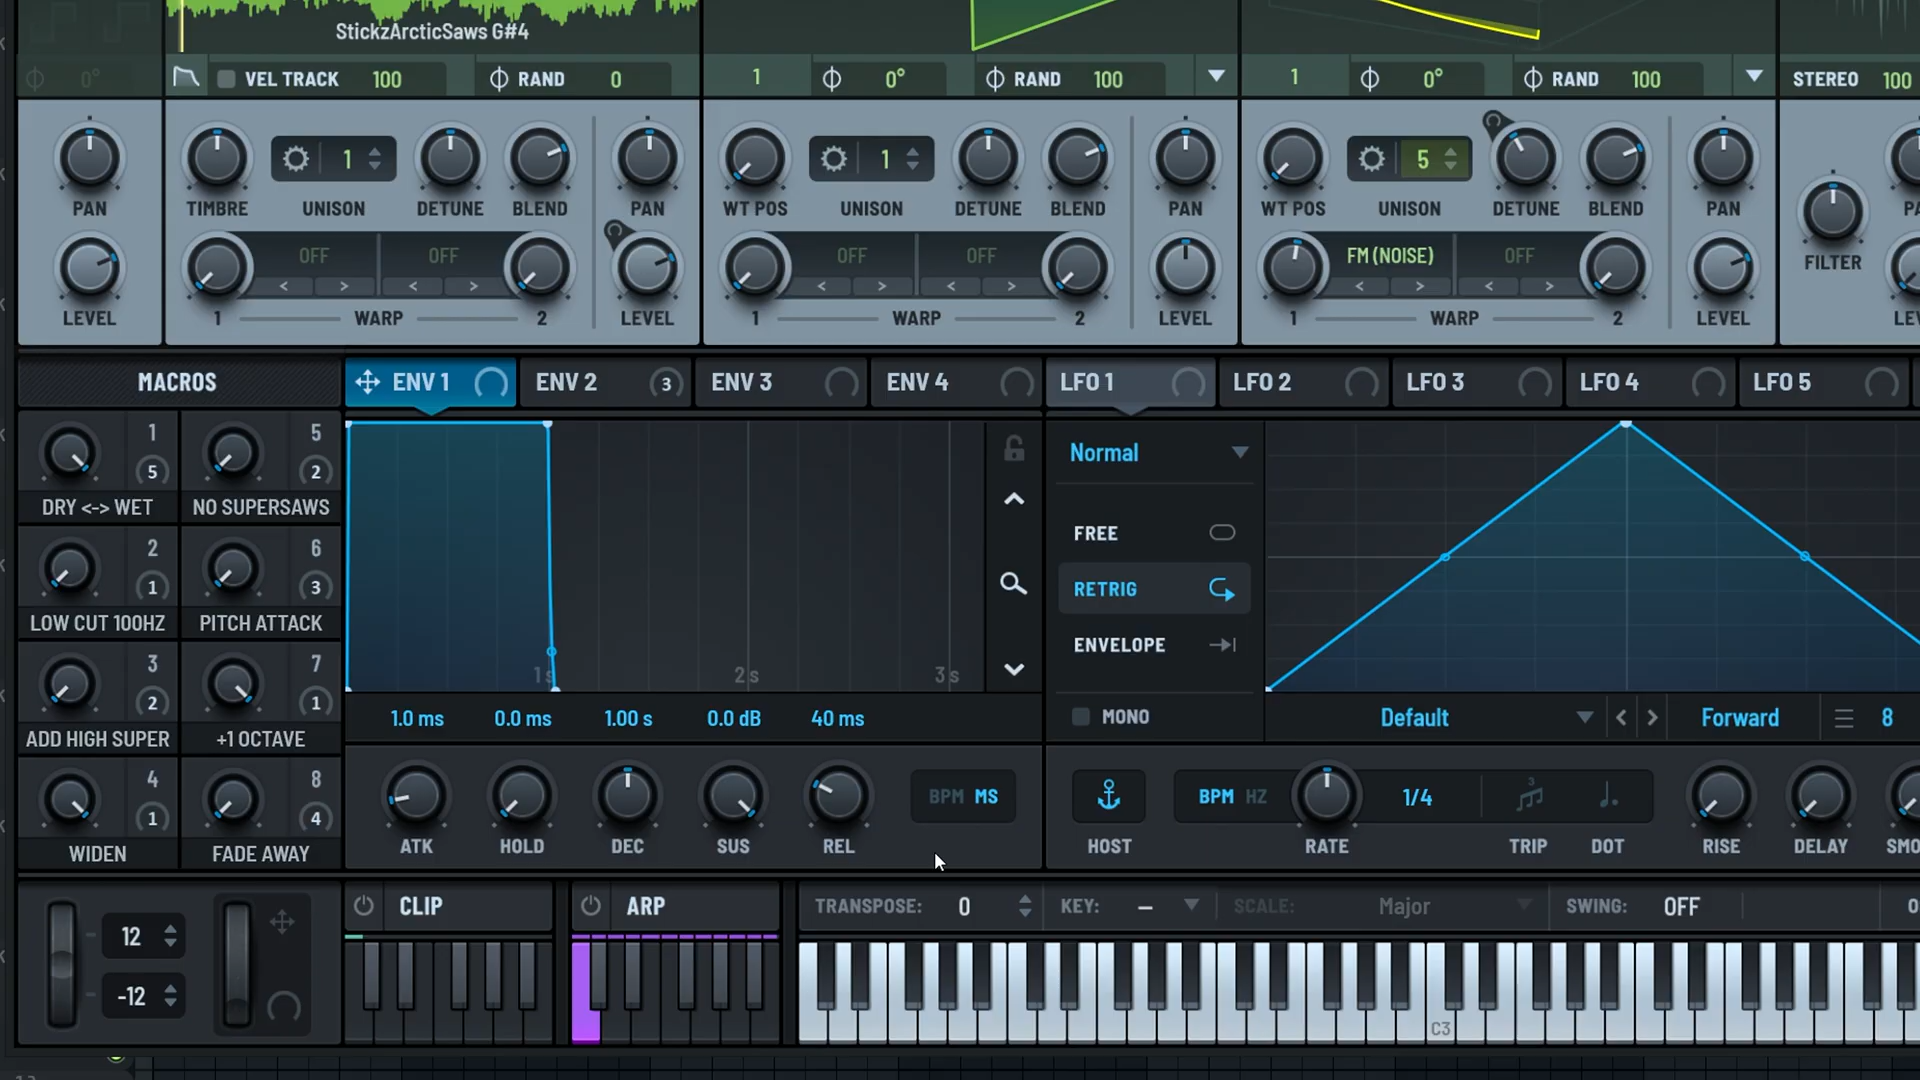 StickzArcticSaws G#4
0°
VEL TRACK 100 RAND 0
1 0° RAND 100
1 0° RAND 100
STEREO 100
PAN
TIMBRE 1 UNISON DETUNE BLEND PAN
WT POS 1 UNISON DETUNE BLEND PAN
WT POS 5 UNISON DETUNE BLEND PAN
FILTER
LEVEL
OFF OFF
< > < >
1 WARP 2 LEVEL
OFF OFF
< > < >
1 WARP 2 LEVEL
FM (NOISE) OFF
< > < >
1 WARP 2 LEVEL
MACROS
ENV 1 ENV 2 3 ENV 3 ENV 4
LFO 1 LFO 2 LFO 3 LFO 4 LFO 5
1 5 DRY <-> WET
5 2 NO SUPERSAWS
2 1 LOW CUT 100HZ
6 3 PITCH ATTACK
3 2 ADD HIGH SUPER
7 1 +1 OCTAVE
4 1 WIDEN
8 4 FADE AWAY
1 s 2 s 3 s
1.0 ms 0.0 ms 1.00 s 0.0 dB 40 ms
ATK HOLD DEC SUS REL
BPM MS
Normal
FREE
RETRIG
ENVELOPE
MONO
Default < > Forward 8
HOST
BPM HZ RATE 1/4
3
TRIP DOT
RISE DELAY SMO
12
-12
CLIP ARP
TRANSPOSE: 0 KEY: – SCALE: Major SWING: OFF
C3